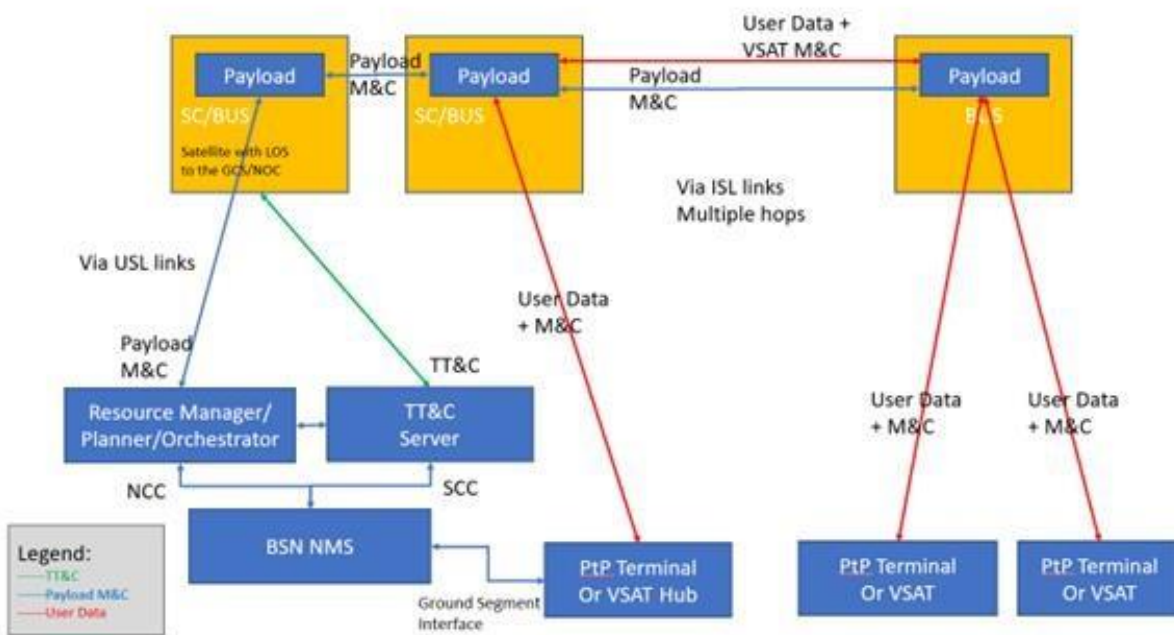 User Data +
VSAT M&C
Payload
Payload
M&C
Payload
Payload
M&C
Payload
SC/BUS
SC/BUS
BUS
Satellite with LOS
to the GCS/NOC
Via ISL links
Multiple hops
Via USL links
User Data
+ M&C
Payload
M&C
TT&C
Resource Manager/
Planner/Orchestrator
TT&C
Server
User Data
+ M&C
User Data
+ M&C
NCC
SCC
BSN NMS
Legend:
TT&C
Payload M&C
User Data
Ground Segment
Interface
PtP Terminal
Or VSAT Hub
PtP Terminal
Or VSAT
PtP Terminal
Or VSAT